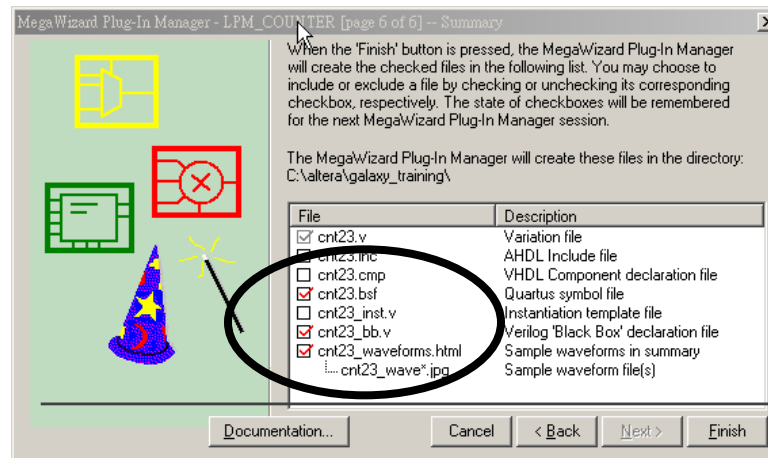 MegaWizard Plug-In Manager - LPM_COUNTER [page 6 of 6] -- Summary
When the 'Finish' button is pressed, the MegaWizard Plug-In Manager
will create the checked files in the following list. You may choose to
include or exclude a file by checking or unchecking its corresponding
checkbox, respectively. The state of checkboxes will be remembered
for the next MegaWizard Plug-In Manager session.
The MegaWizard Plug-In Manager will create these files in the directory:
C:\altera\galaxy_training\
File Description
cnt23.v Variation file
cnt23.inc AHDL Include file
cnt23.cmp VHDL Component declaration file
cnt23.bsf Quartus symbol file
cnt23_inst.v Instantiation template file
cnt23_bb.v Verilog 'Black Box' declaration file
cnt23_waveforms.html Sample waveforms in summary
cnt23_wave*.jpg Sample waveform file(s)
Documentation... Cancel < Back Next > Finish